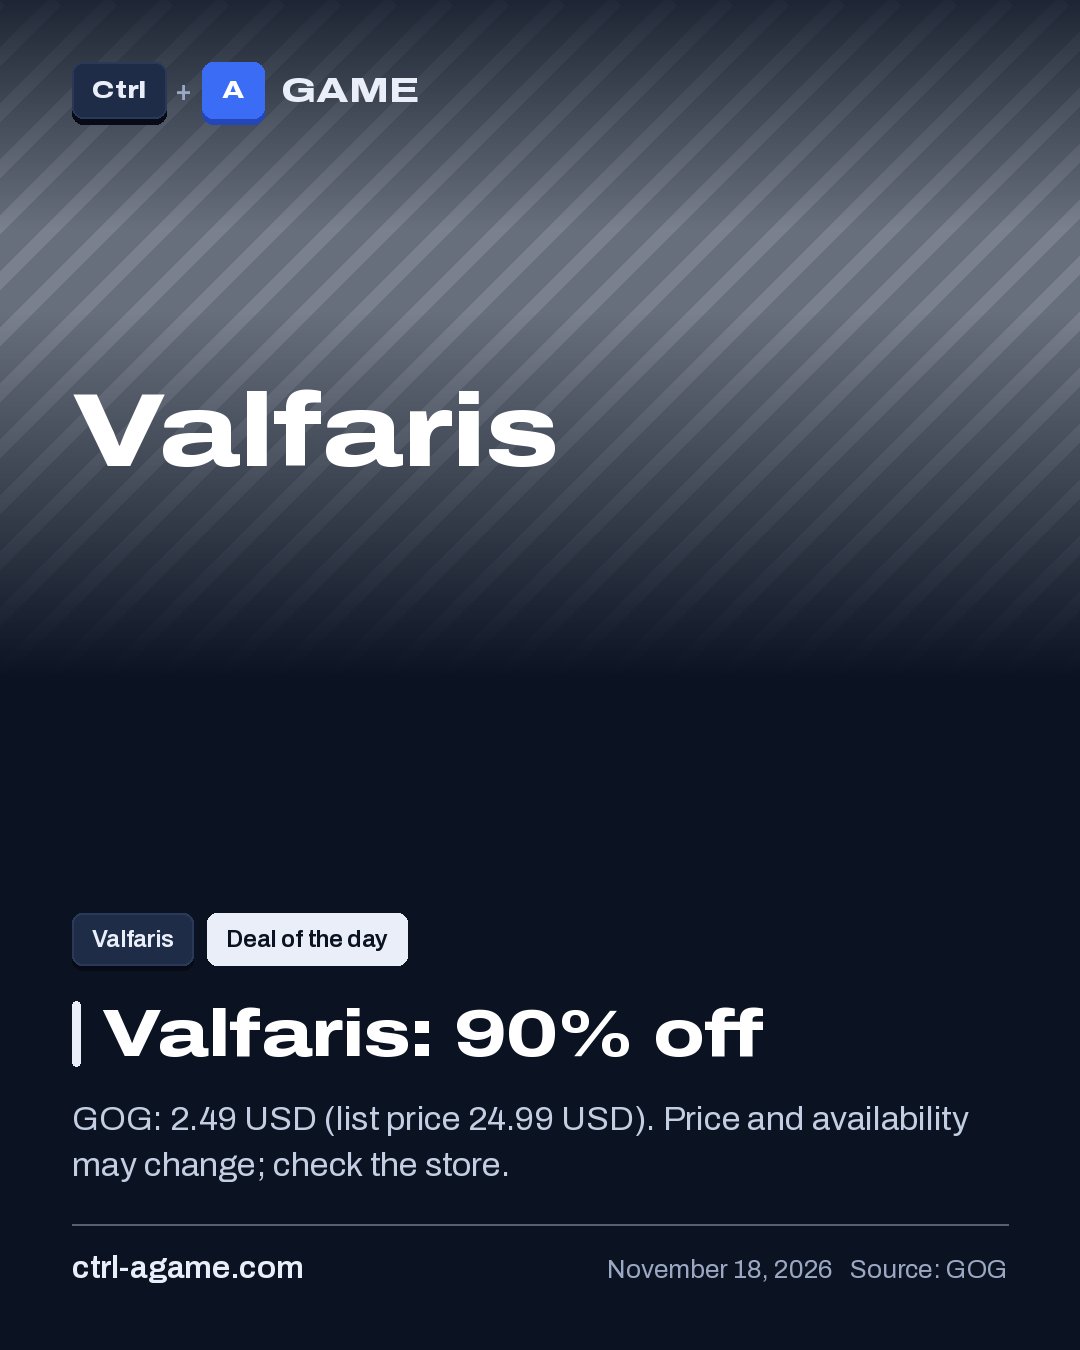 Ctrl + A GAME
Valfaris
Valfaris Deal of the day
Valfaris: 90% off
GOG: 2.49 USD (list price 24.99 USD). Price and availability
may change; check the store.
ctrl-agame.com November 18, 2026 Source: GOG